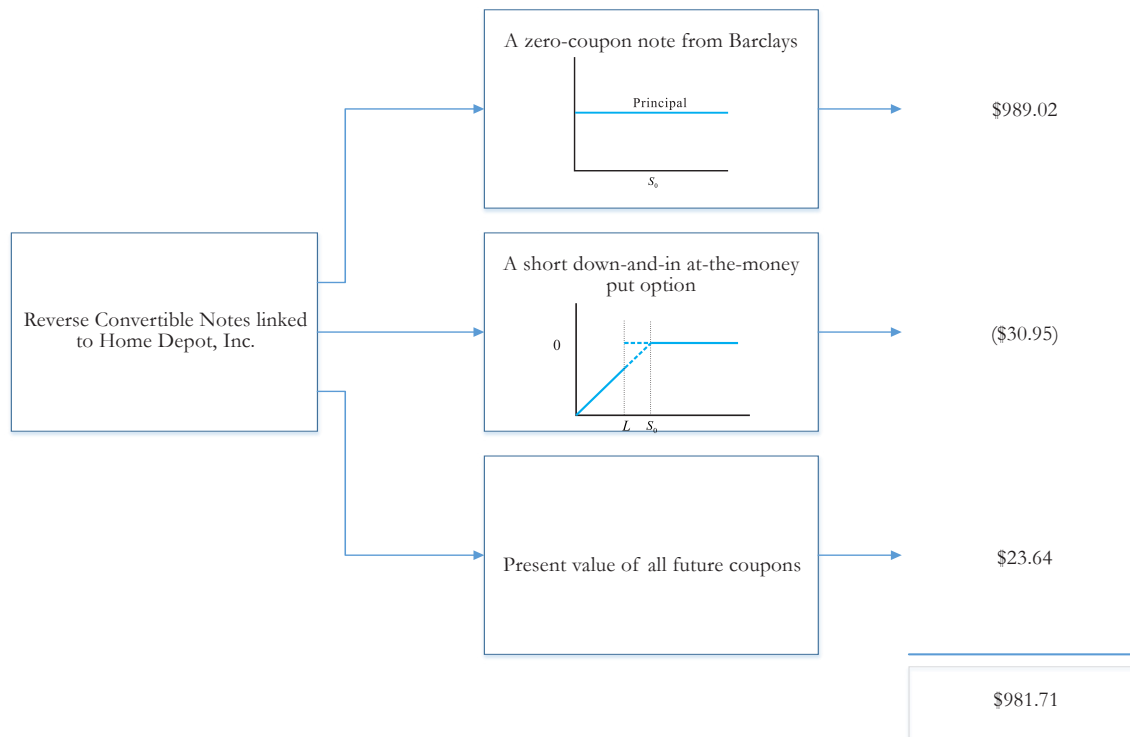 A zero-coupon note from Barclays
Principal
S₀
$989.02
Reverse Convertible Notes linked
to Home Depot, Inc.
A short down-and-in at-the-money
put option
0
L S₀
($30.95)
Present value of all future coupons
$23.64
$981.71